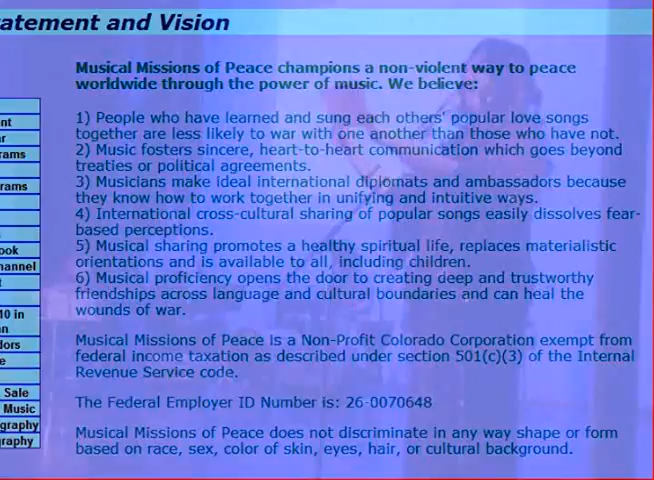 atement and Vision
Musical Missions of Peace champions a non-violent way to peace
worldwide through the power of music. We believe:
1) People who have learned and sung each others' popular love songs
together are less likely to war with one another than those who have not.
2) Music fosters sincere, heart-to-heart communication which goes beyond
treaties or political agreements.
3) Musicians make ideal international diplomats and ambassadors because
they know how to work together in unifying and intuitive ways.
4) International cross-cultural sharing of popular songs easily dissolves fear-
based perceptions.
5) Musical sharing promotes a healthy spiritual life, replaces materialistic
orientations and is available to all, including children.
6) Musical proficiency opens the door to creating deep and trustworthy
friendships across language and cultural boundaries and can heal the
wounds of war.
Musical Missions of Peace is a Non-Profit Colorado Corporation exempt from
federal income taxation as described under section 501(c)(3) of the Internal
Revenue Service code.
The Federal Employer ID Number is: 26-0070648
Musical Missions of Peace does not discriminate in any way shape or form
based on race, sex, color of skin, eyes, hair, or cultural background.
nt
ar
rams
rams
ook
hannel
t
10 in
an
dors
e
Sale
Music
graphy
graphy